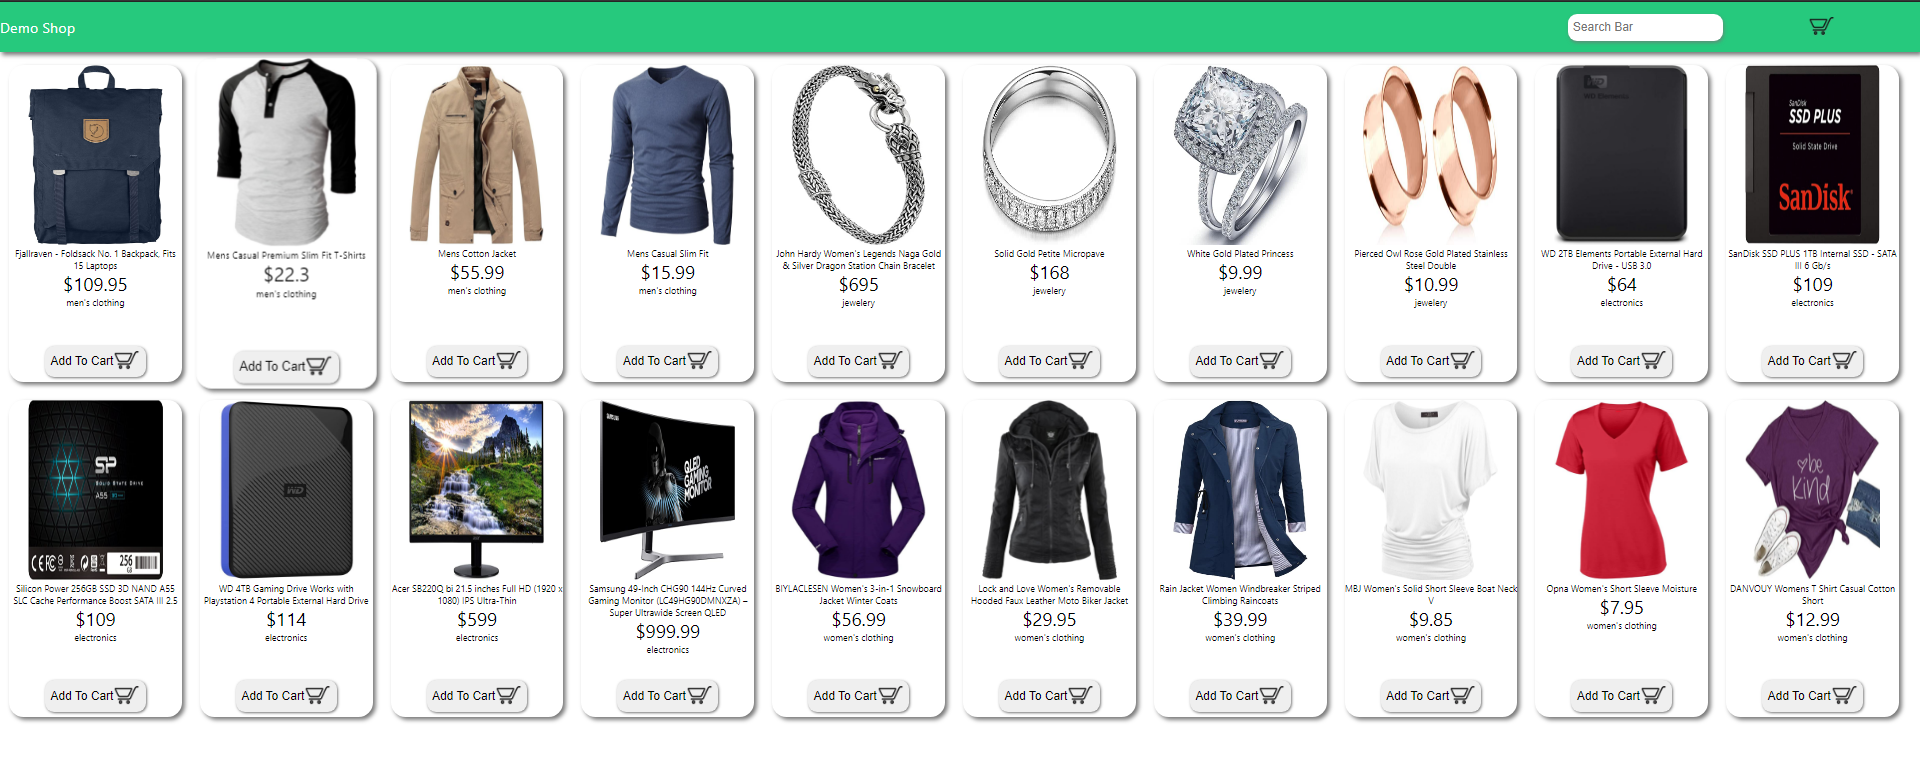 Demo Shop
Search Bar
Fjallraven - Foldsack No. 1 Backpack, Fits
15 Laptops
$109.95
men's clothing
Add To Cart
Mens Casual Premium Slim Fit T-Shirts
$22.3
men's clothing
Add To Cart
Mens Cotton Jacket
$55.99
men's clothing
Add To Cart
Mens Casual Slim Fit
$15.99
men's clothing
Add To Cart
John Hardy Women's Legends Naga Gold
& Silver Dragon Station Chain Bracelet
$695
jewelery
Add To Cart
Solid Gold Petite Micropave
$168
jewelery
Add To Cart
White Gold Plated Princess
$9.99
jewelery
Add To Cart
Pierced Owl Rose Gold Plated Stainless
Steel Double
$10.99
jewelery
Add To Cart
WD
WD Elements
WD 2TB Elements Portable External Hard
Drive - USB 3.0
$64
electronics
Add To Cart
SanDisk
SSD PLUS
Solid State Drive
SanDisk
SanDisk SSD PLUS 1TB Internal SSD - SATA
III 6 Gb/s
$109
electronics
Add To Cart
SP
SOLID STATE DRIVE
A55
256
GB
Silicon Power 256GB SSD 3D NAND A55
SLC Cache Performance Boost SATA III 2.5
$109
electronics
Add To Cart
WD
WD 4TB Gaming Drive Works with
Playstation 4 Portable External Hard Drive
$114
electronics
Add To Cart
Acer SB220Q bi 21.5 inches Full HD (1920 x
1080) IPS Ultra-Thin
$599
electronics
Add To Cart
QLED
GAMING
MONITOR
Samsung 49-Inch CHG90 144Hz Curved
Gaming Monitor (LC49HG90DMNXZA) –
Super Ultrawide Screen QLED
$999.99
electronics
Add To Cart
BIYLACLESEN Women's 3-in-1 Snowboard
Jacket Winter Coats
$56.99
women's clothing
Add To Cart
Lock and Love Women's Removable
Hooded Faux Leather Moto Biker Jacket
$29.95
women's clothing
Add To Cart
Rain Jacket Women Windbreaker Striped
Climbing Raincoats
$39.99
women's clothing
Add To Cart
MBJ Women's Solid Short Sleeve Boat Neck
V
$9.85
women's clothing
Add To Cart
Opna Women's Short Sleeve Moisture
$7.95
women's clothing
Add To Cart
be
kind
DANVOUY Womens T Shirt Casual Cotton
Short
$12.99
women's clothing
Add To Cart